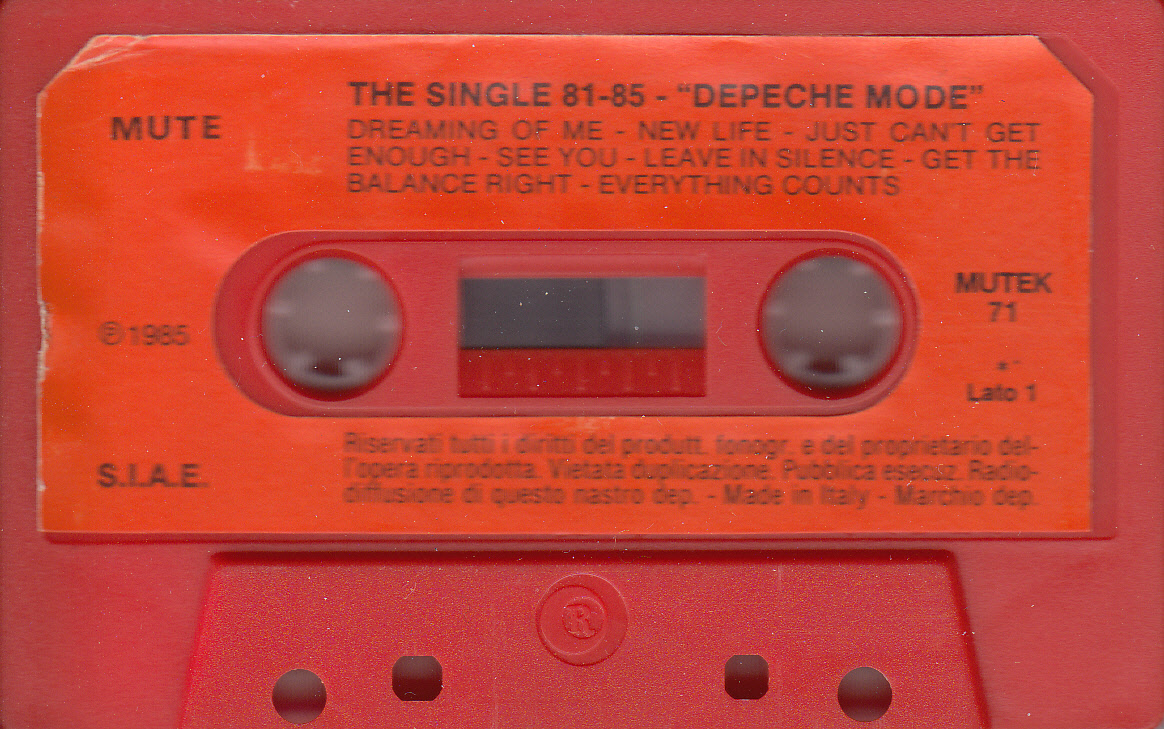 THE SINGLE 81-85 - “DEPECHE MODE”
MUTE
DREAMING OF ME - NEW LIFE - JUST CAN'T GET
ENOUGH - SEE YOU - LEAVE IN SILENCE - GET THE
BALANCE RIGHT - EVERYTHING COUNTS
MUTEK
71
℗ 1985
Lato 1
S.I.A.E.
Riservati tutti i diritti dei produtt. fonogr. e del proprietario del-
l'opera riprodotta. Vietata duplicazione. Pubblica esecuz. Radio-
diffusione di questo nastro dep. - Made in Italy - Marchio dep.
R